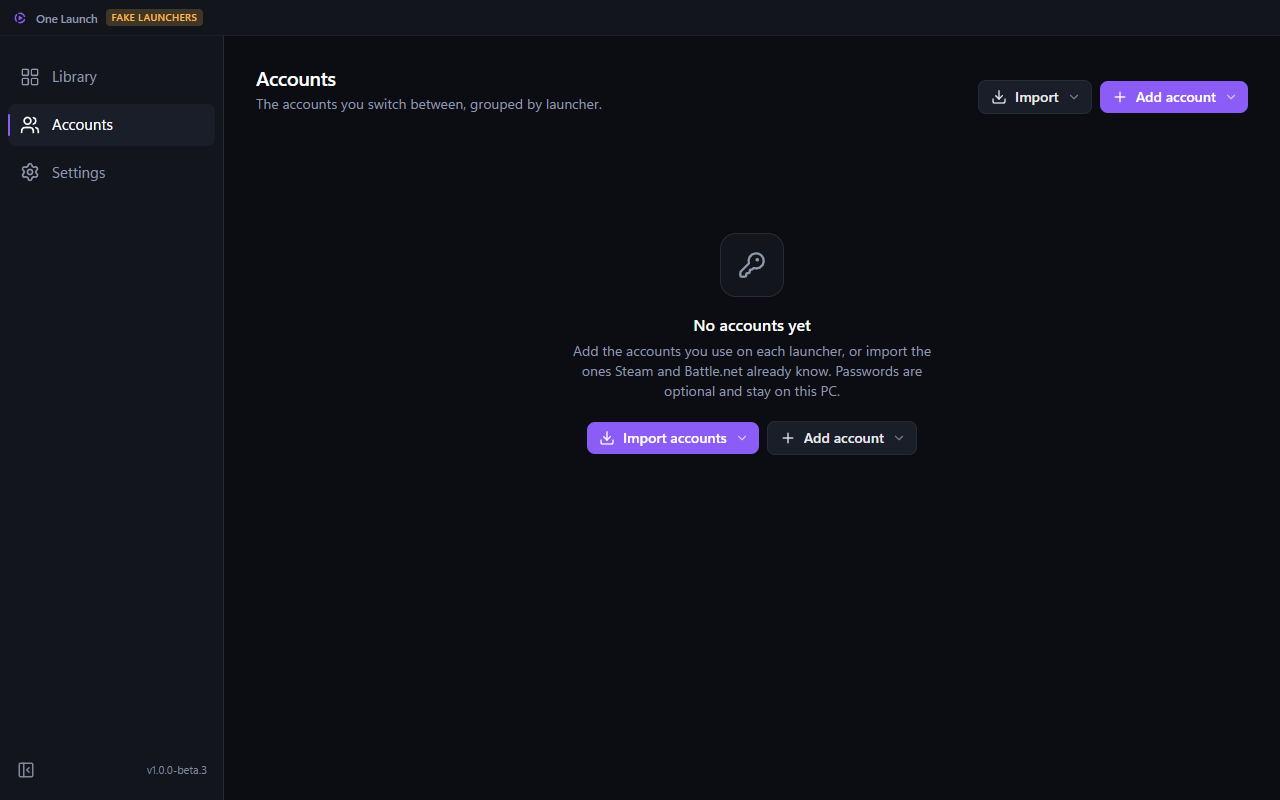 One Launch FAKE LAUNCHERS
Library
Accounts
Settings
v1.0.0-beta.3
Accounts
The accounts you switch between, grouped by launcher.
Import
Add account
No accounts yet
Add the accounts you use on each launcher, or import the
ones Steam and Battle.net already know. Passwords are
optional and stay on this PC.
Import accounts
Add account